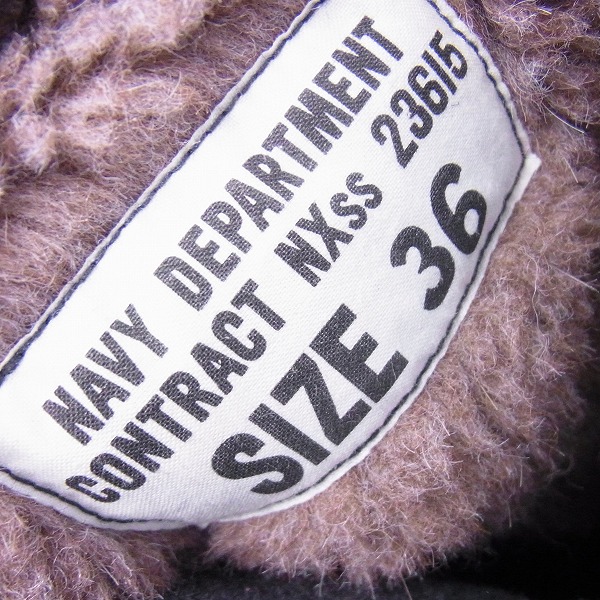 NAVY DEPARTMENT
CONTRACT NXss 23615
SIZE 36